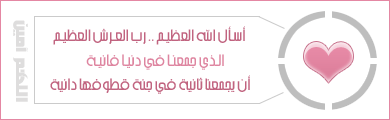 أسأل الله العظيم .. رب العرش العظيم
الذي جمعنا في دنيا فانية
أن يجمعنا ثانية في جنة قطوفها دانية